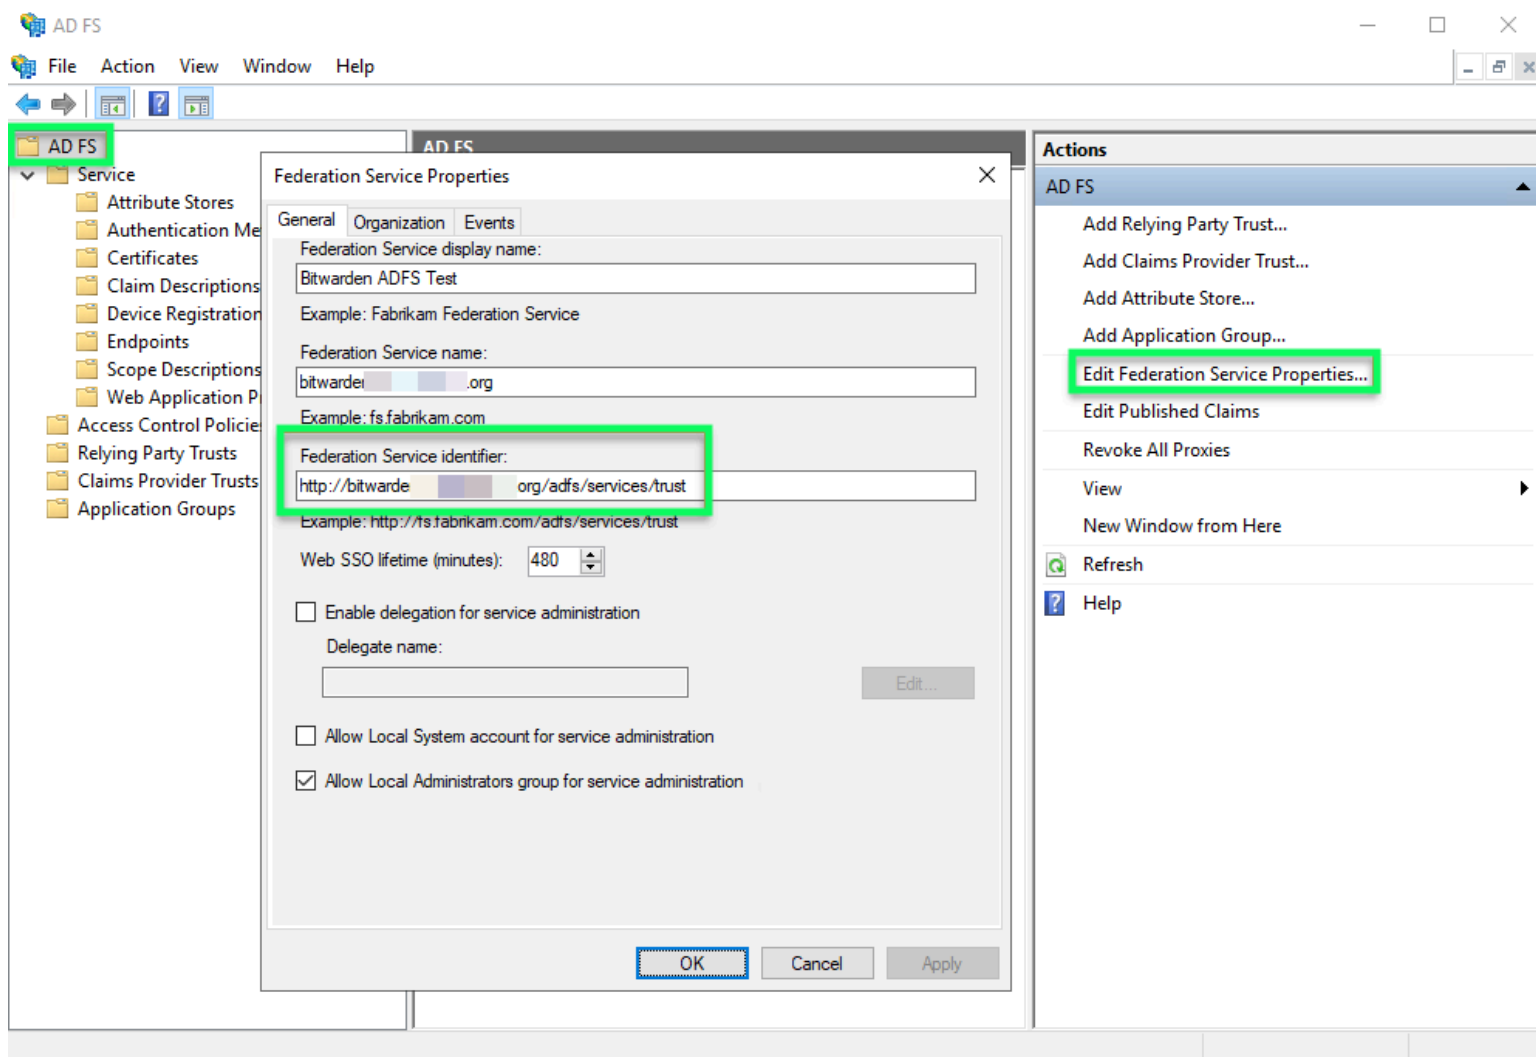 AD FS
File Action View Window Help
AD FS
Service
Attribute Stores
Authentication Me
Certificates
Claim Descriptions
Device Registration
Endpoints
Scope Descriptions
Web Application P
Access Control Policies
Relying Party Trusts
Claims Provider Trusts
Application Groups
AD FS
Federation Service Properties
General Organization Events
Federation Service display name:
Bitwarden ADFS Test
Example: Fabrikam Federation Service
Federation Service name:
bitwarden .org
Example: fs.fabrikam.com
Federation Service identifier:
http://bitwarde org/adfs/services/trust
Example: http://fs.fabrikam.com/adfs/services/trust
Web SSO lifetime (minutes): 480
Enable delegation for service administration
Delegate name:
Edit...
Allow Local System account for service administration
Allow Local Administrators group for service administration
OK Cancel Apply
Actions
AD FS
Add Relying Party Trust...
Add Claims Provider Trust...
Add Attribute Store...
Add Application Group...
Edit Federation Service Properties...
Edit Published Claims
Revoke All Proxies
View
New Window from Here
Refresh
Help